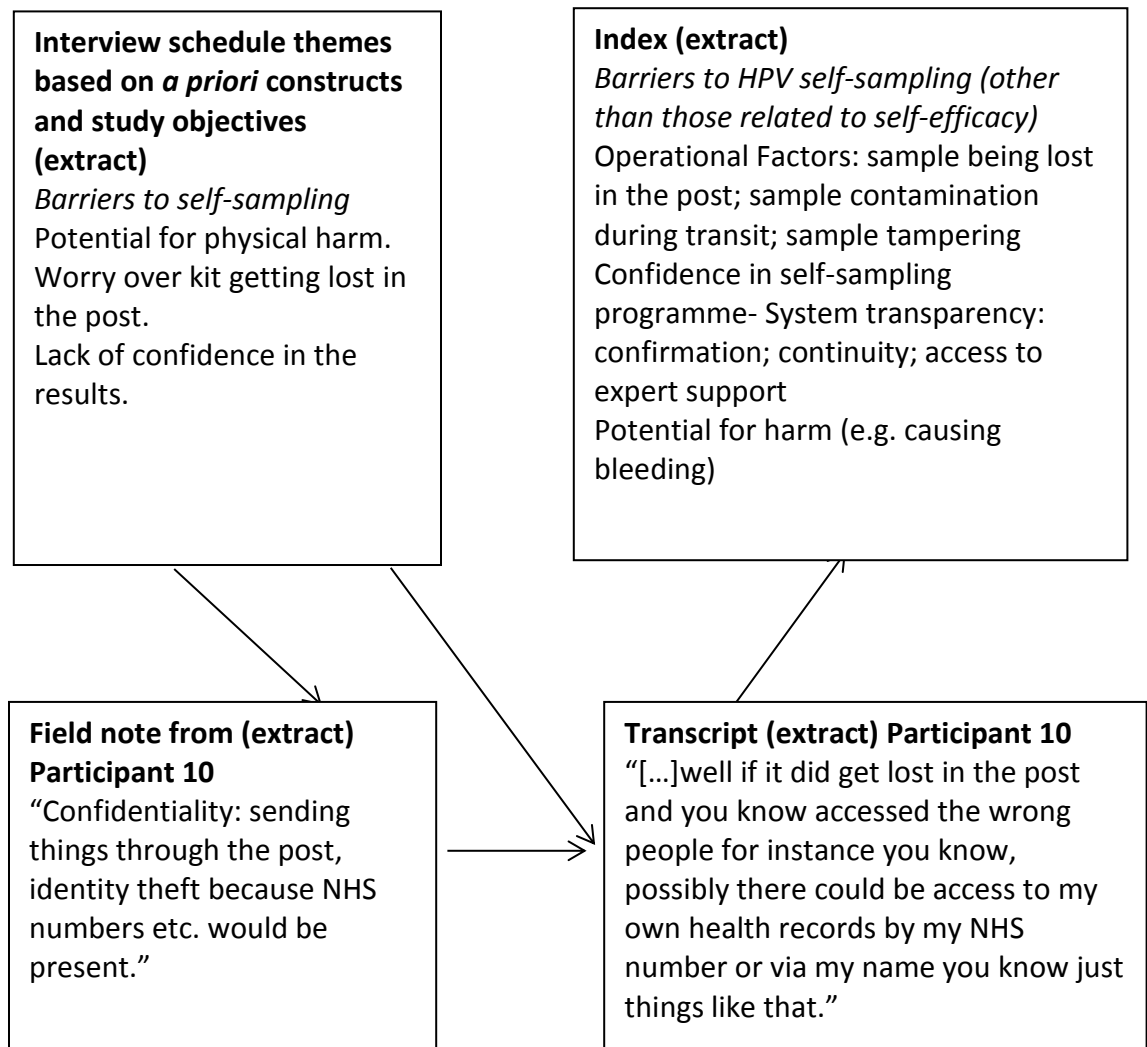 Interview schedule themes
based on a priori constructs
and study objectives
(extract)
Barriers to self-sampling
Potential for physical harm.
Worry over kit getting lost in
the post.
Lack of confidence in the
results.
Index (extract)
Barriers to HPV self-sampling (other
than those related to self-efficacy)
Operational Factors: sample being lost
in the post; sample contamination
during transit; sample tampering
Confidence in self-sampling
programme- System transparency:
confirmation; continuity; access to
expert support
Potential for harm (e.g. causing
bleeding)
Field note from (extract)
Participant 10
“Confidentiality: sending
things through the post,
identity theft because NHS
numbers etc. would be
present.”
Transcript (extract) Participant 10
“[…]well if it did get lost in the post
and you know accessed the wrong
people for instance you know,
possibly there could be access to my
own health records by my NHS
number or via my name you know just
things like that.”